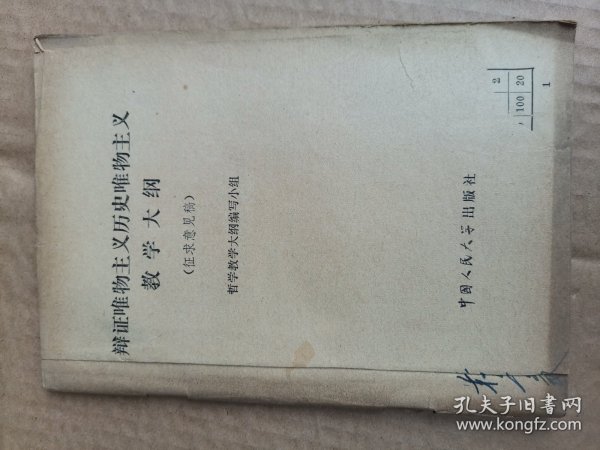 辩证唯物主义历史唯物主义
教学大纲
(征求意见稿)
哲学教学大纲编写小组
中国人民大学出版社
2
100 20
1
孔夫子旧书网
www.kongfz.com